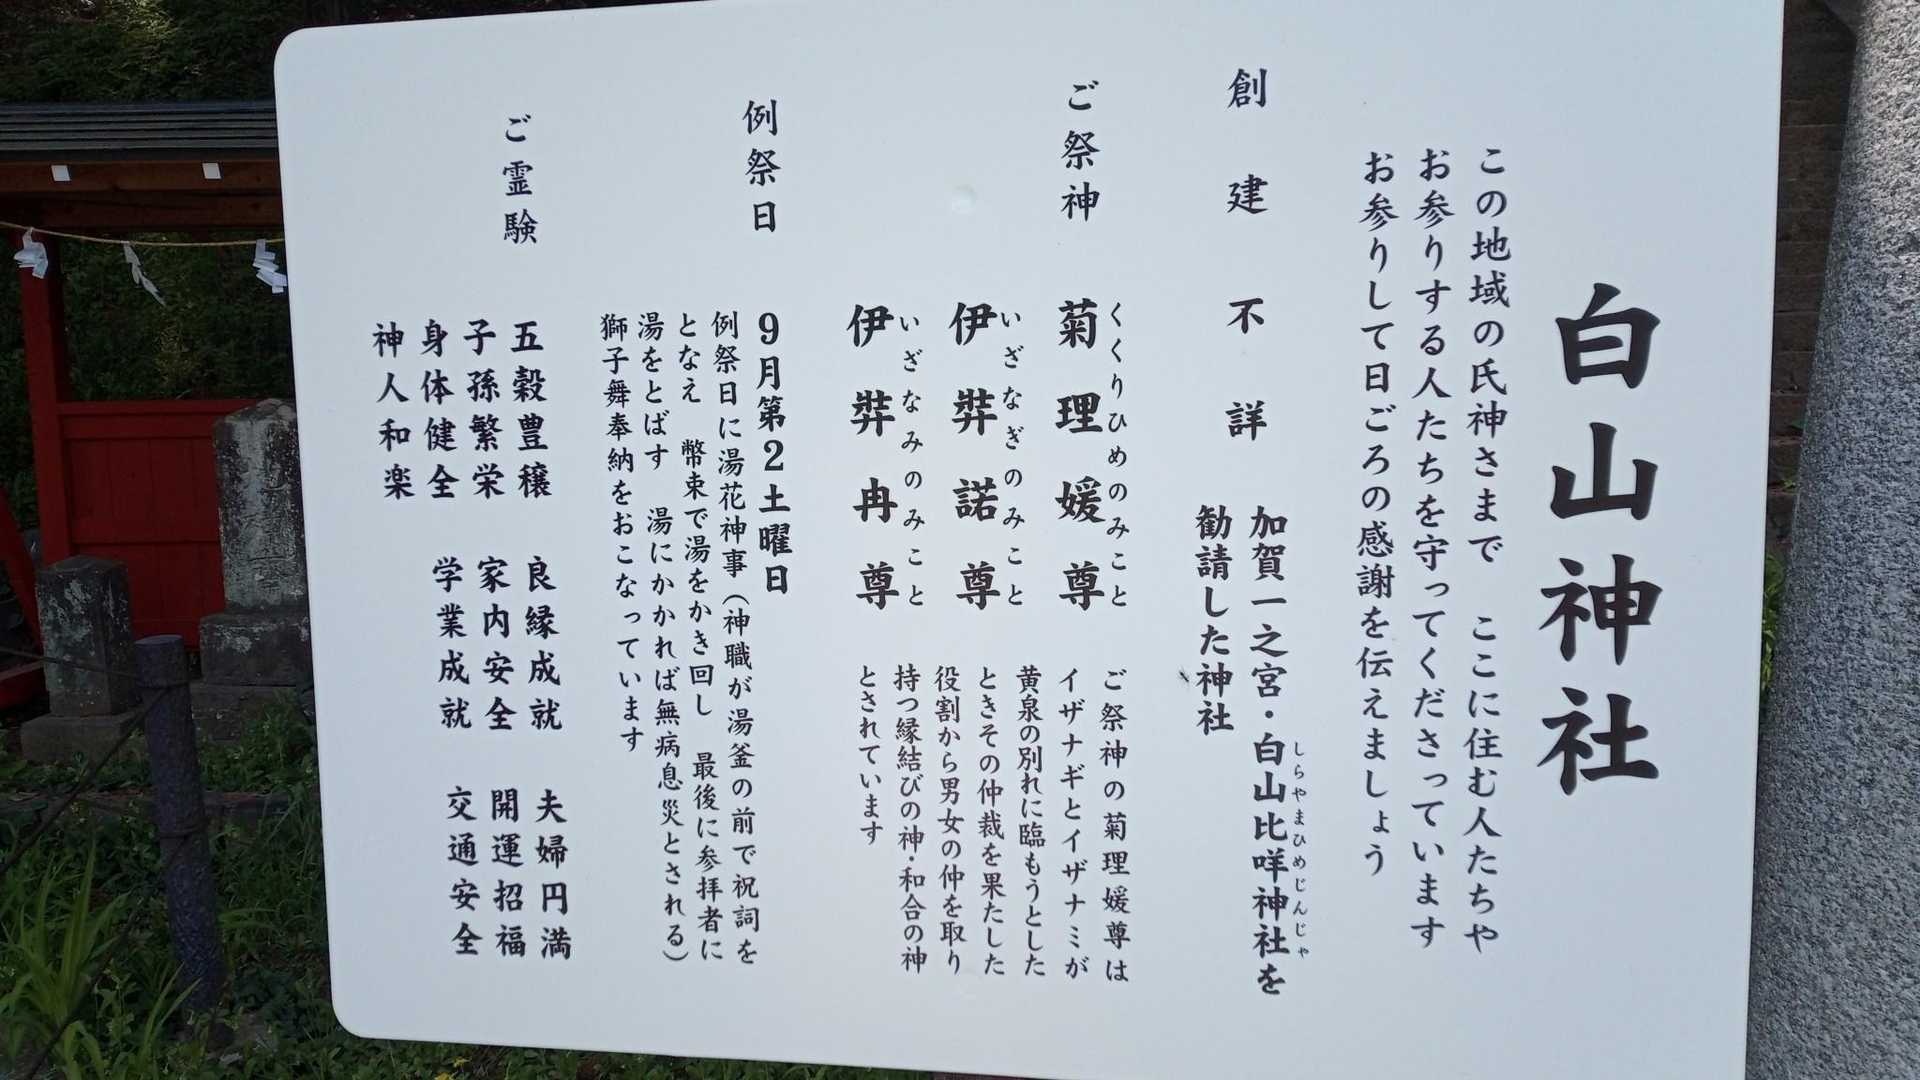 白山神社
この地域の氏神さまで　ここに住む人たちや
お参りする人たちを守ってくださっています
お参りして日ごろの感謝を伝えましょう
創建不詳
加賀一之宮・白山比咩神社を
しらやまひめじんじゃ
勧請した神社
ご祭神
菊理媛尊
くくりひめのみこと
伊弉諾尊
いざなぎのみこと
伊弉冉尊
いざなみのみこと
ご祭神の菊理媛尊は
イザナギとイザナミが
黄泉の別れに臨もうとした
ときその仲裁を果たした
役割から男女の仲を取り
持つ縁結びの神・和合の神
とされています
例祭日
9月第2土曜日
例祭日に湯花神事（神職が湯釜の前で祝詞を
となえ　幣束で湯をかき回し　最後に参拝者に
湯をとばす　湯にかかれば無病息災とされる）
獅子舞奉納をおこなっています
ご霊験
五穀豊穣　良縁成就　夫婦円満
子孫繁栄　家内安全　開運招福
身体健全　学業成就　交通安全
神人和楽